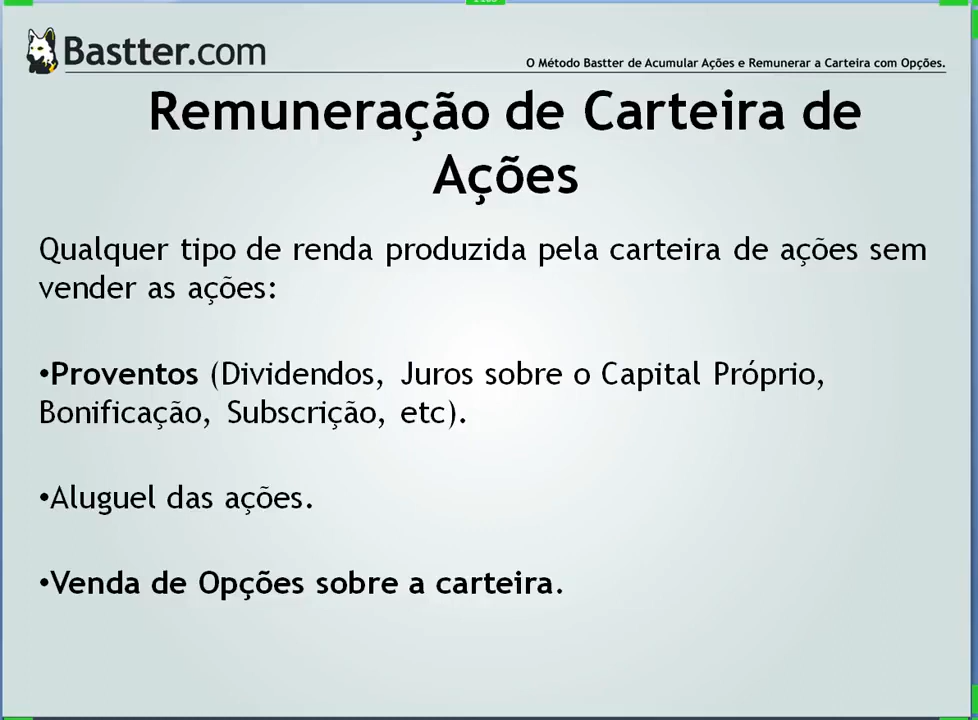 Bastter.com
O Método Bastter de Acumular Ações e Remunerar a Carteira com Opções.
Remuneração de Carteira de
Ações
Qualquer tipo de renda produzida pela carteira de ações sem
vender as ações:
•Proventos (Dividendos, Juros sobre o Capital Próprio,
Bonificação, Subscrição, etc).
•Aluguel das ações.
•Venda de Opções sobre a carteira.